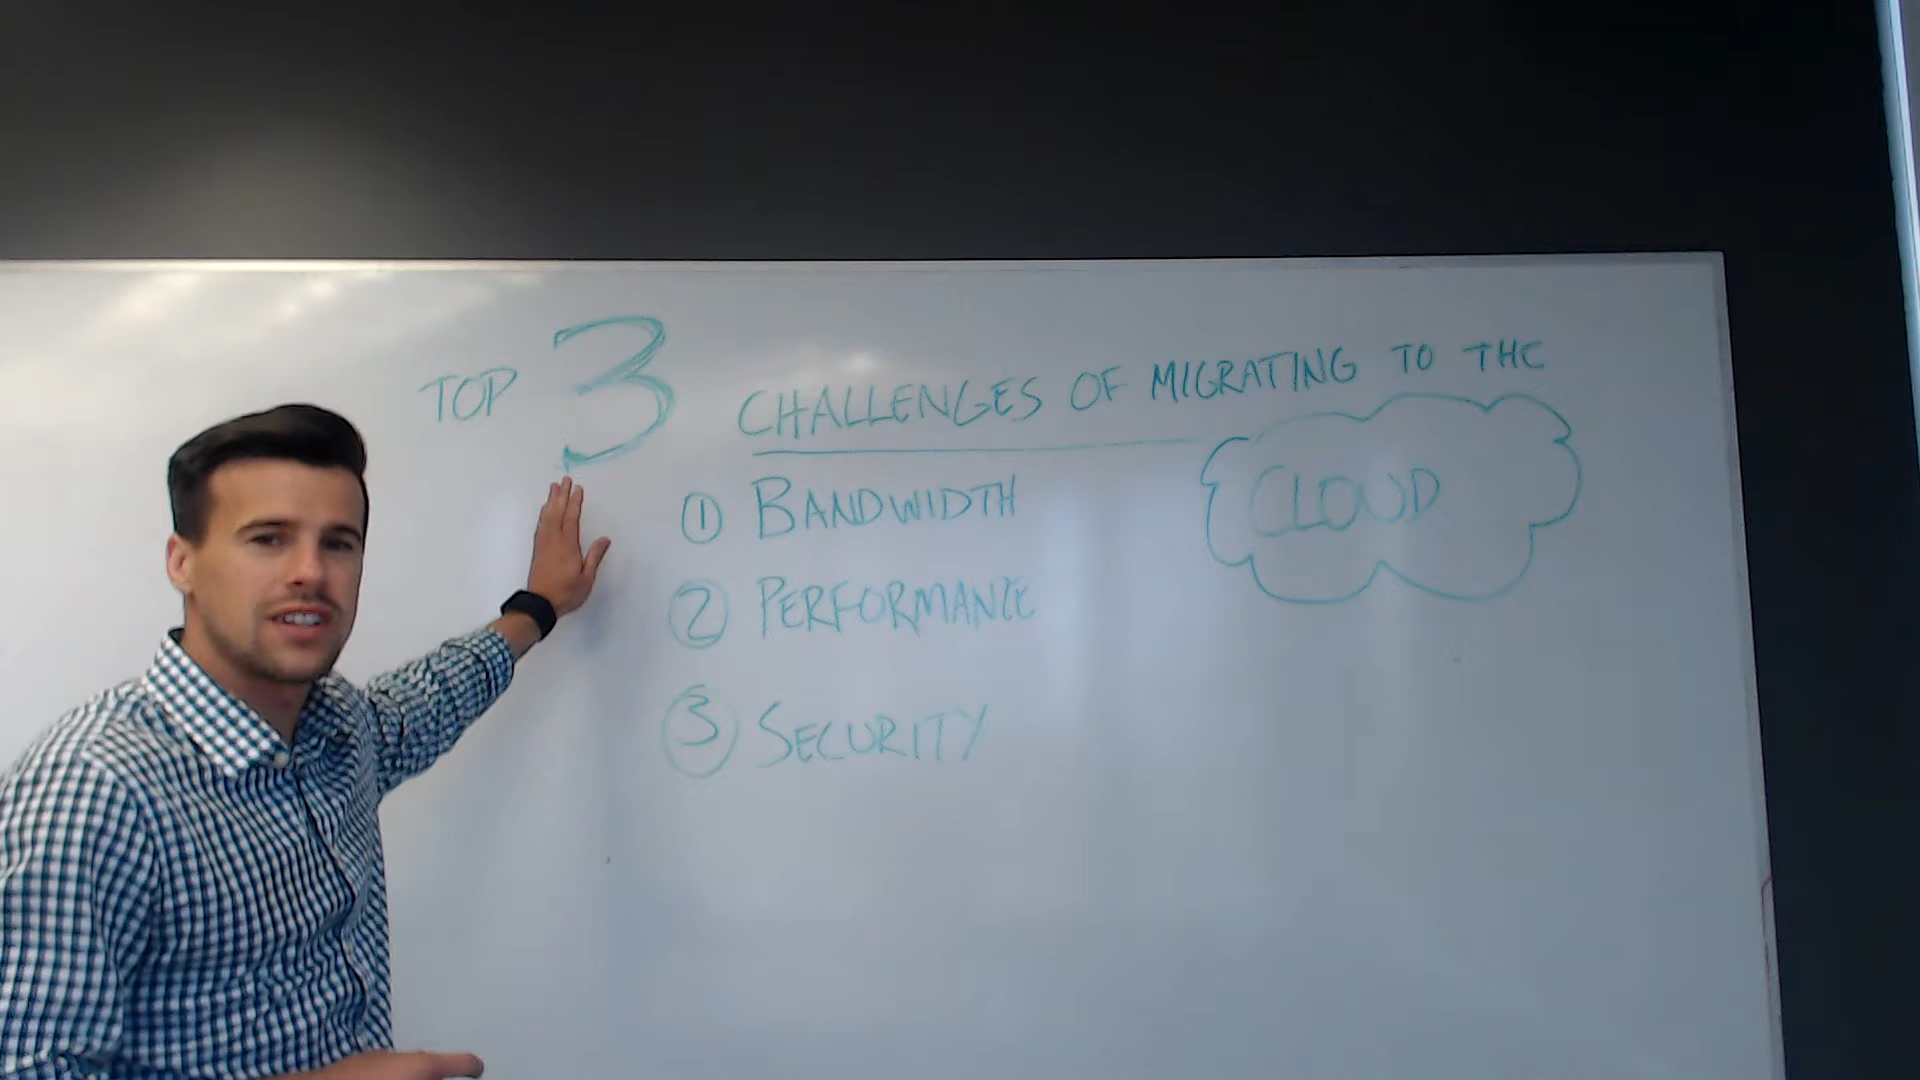 TOP 3 CHALLENGES OF MIGRATING TO THE
CLOUD
1 BANDWIDTH
2 PERFORMANCE
3 SECURITY